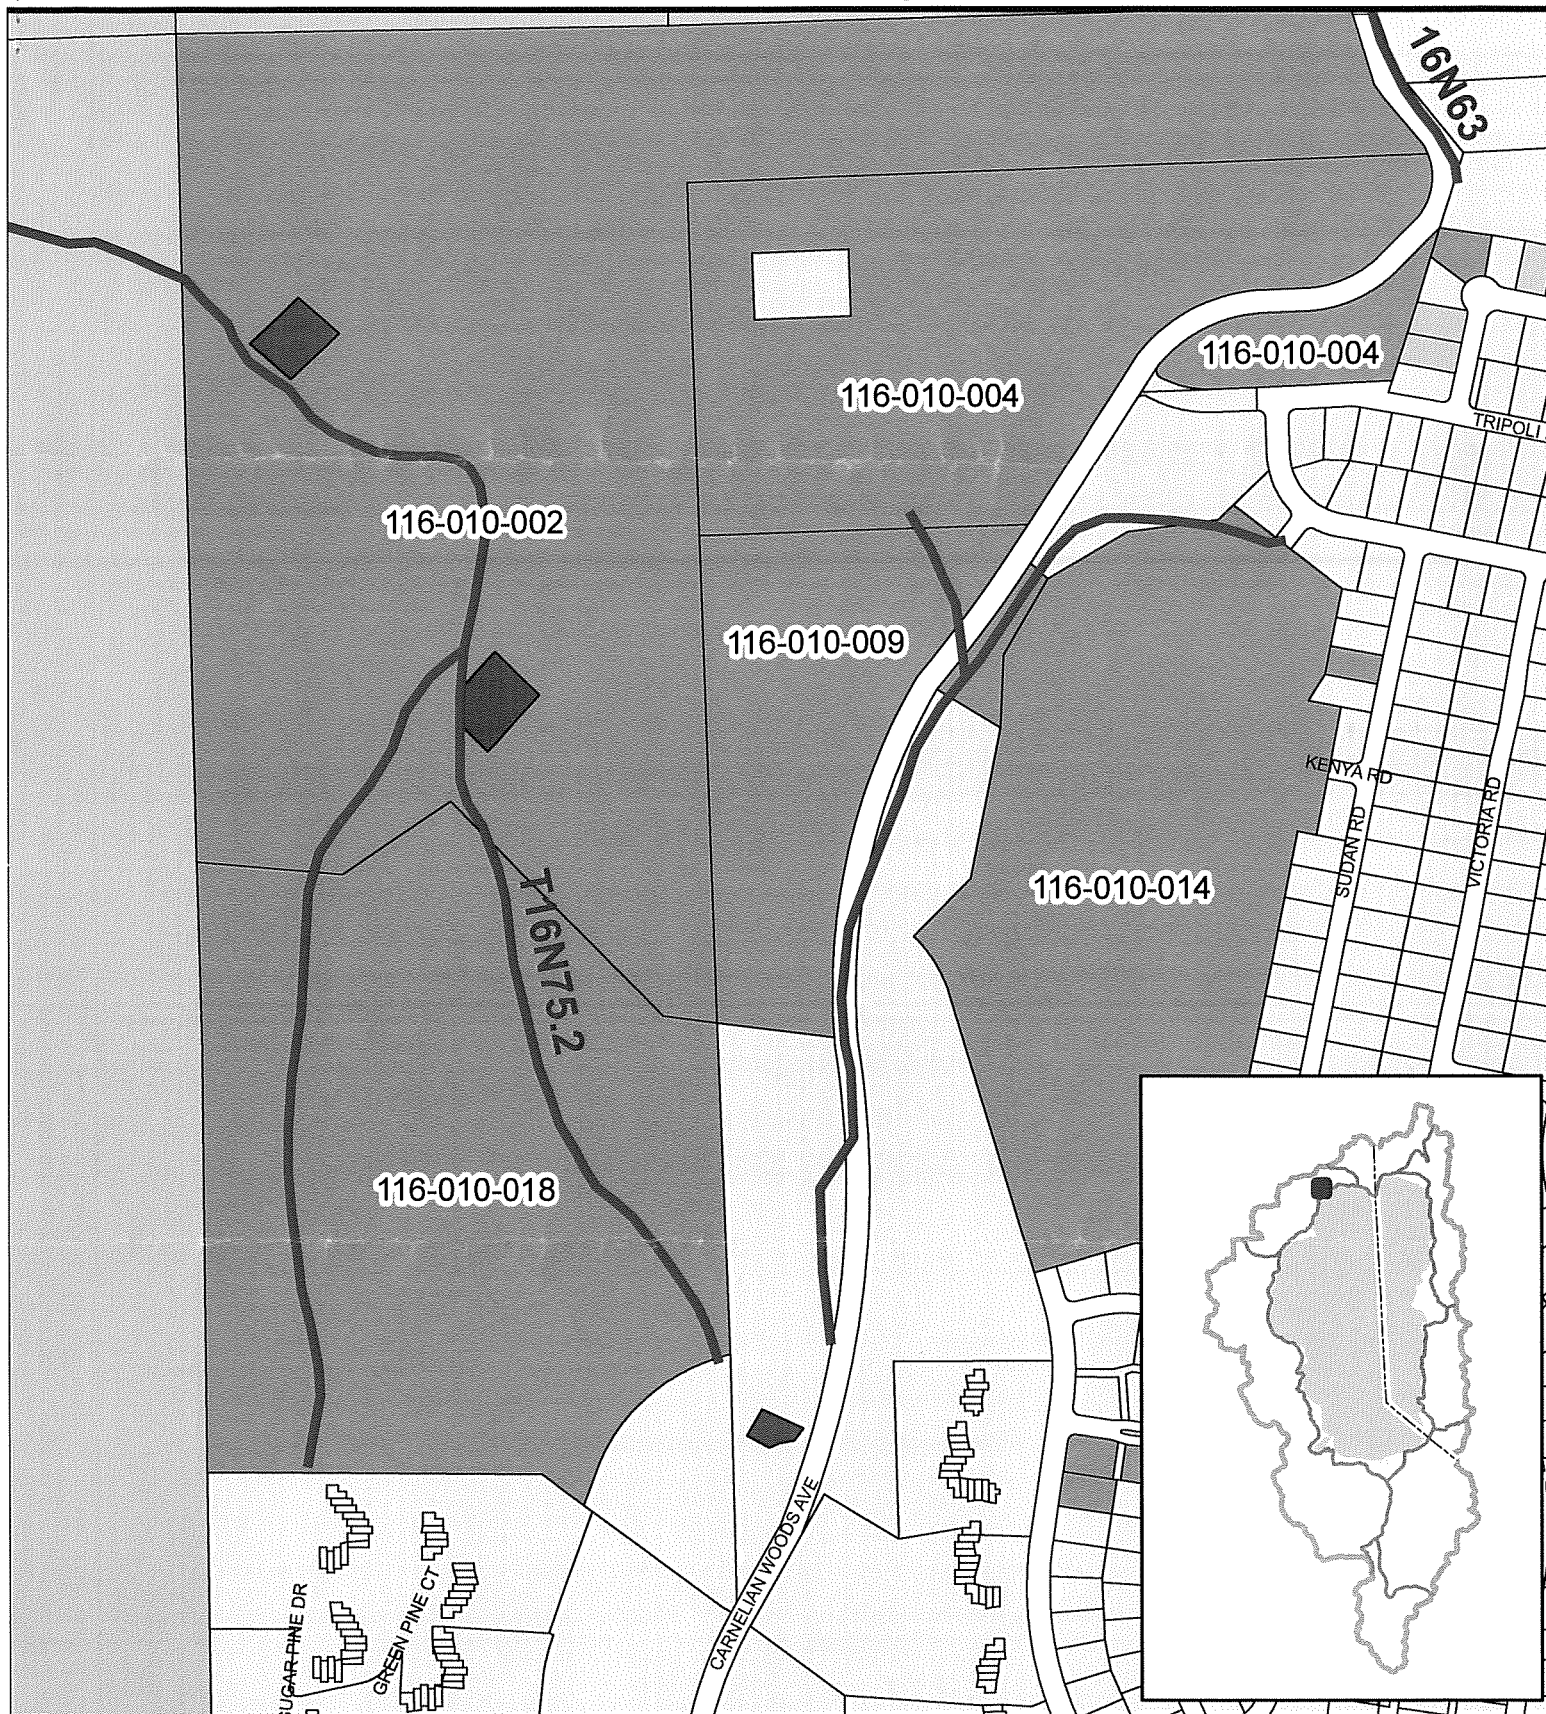 16N63
116-010-004
116-010-004
TRIPOLI
116-010-002
116-010-009
KENYA RD
SUDAN RD
VICTORIA RD
116-010-014
T16N75.2
116-010-018
CARNELIAN WOODS AVE
GREEN PINE CT
SUGAR PINE DR